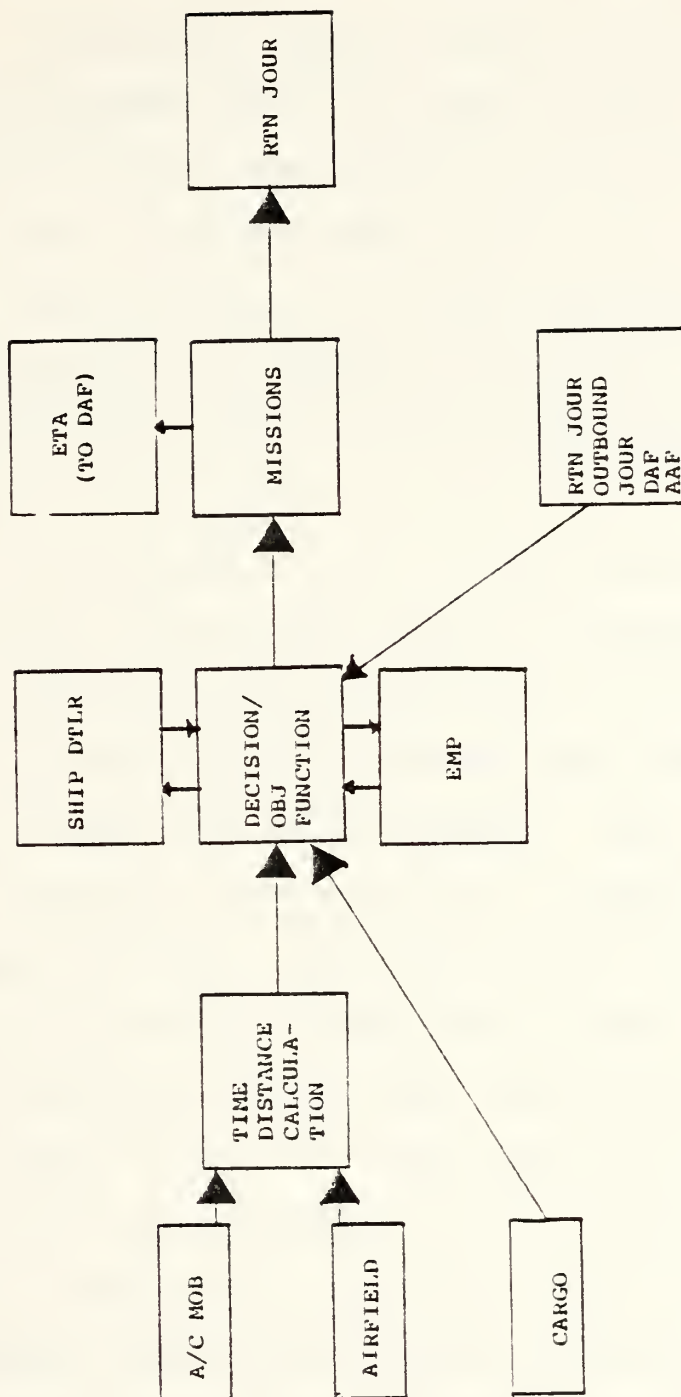 A/C MOB
AIRFIELD
CARGO
TIME
DISTANCE
CALCULA-
TION
SHIP DTLR
DECISION/
OBJ
FUNCTION
EMP
ETA
(TO DAF)
MISSIONS
RTN JOUR
OUTBOUND
JOUR
DAF
AAF
RTN JOUR